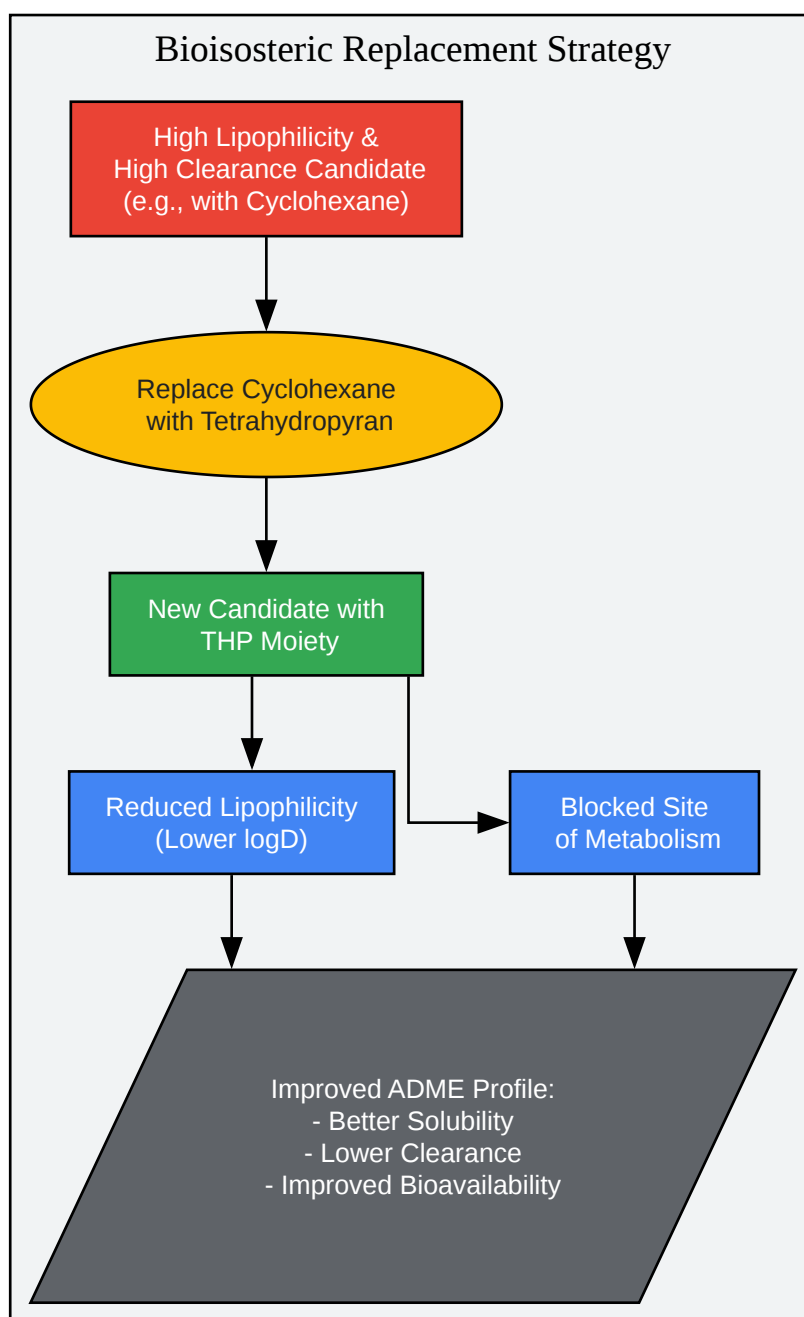 Bioisosteric Replacement Strategy
High Lipophilicity &
High Clearance Candidate
(e.g., with Cyclohexane)
Replace Cyclohexane
with Tetrahydropyran
New Candidate with
THP Moiety
Reduced Lipophilicity
(Lower logD)
Blocked Site
of Metabolism
Improved ADME Profile:
- Better Solubility
- Lower Clearance
- Improved Bioavailability